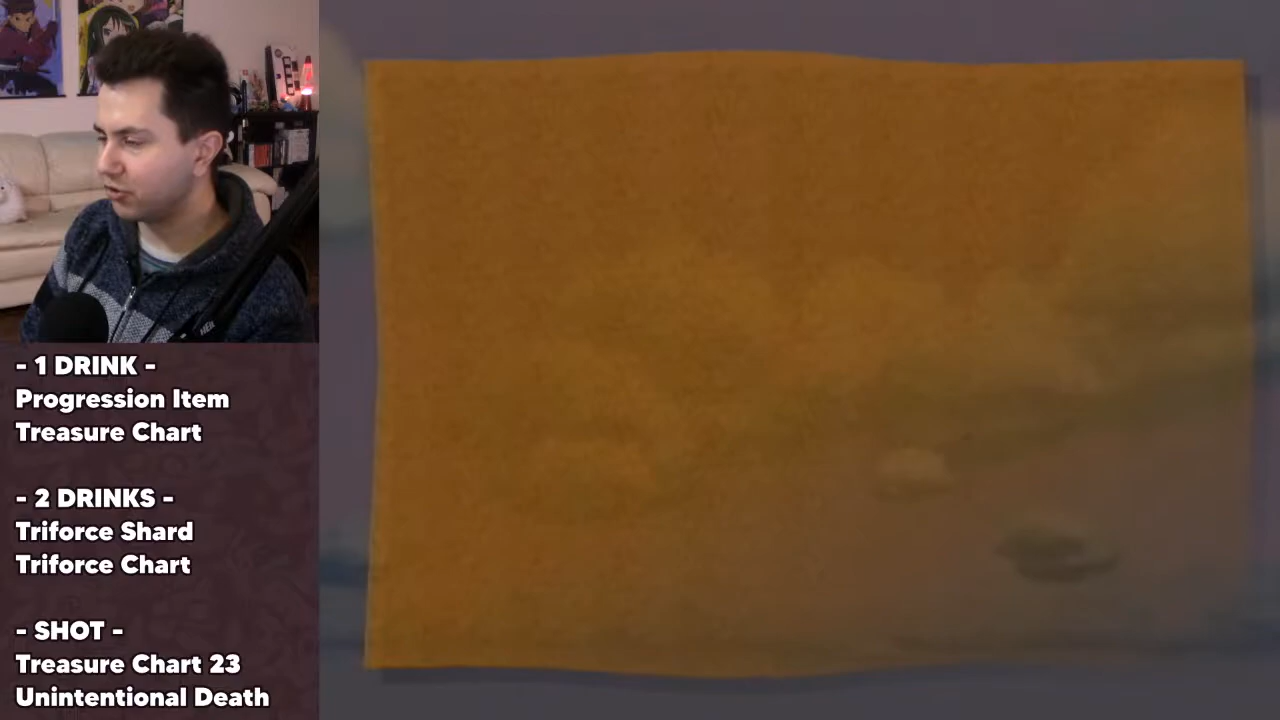 - 1 DRINK -
Progression Item
Treasure Chart
- 2 DRINKS -
Triforce Shard
Triforce Chart
- SHOT -
Treasure Chart 23
Unintentional Death